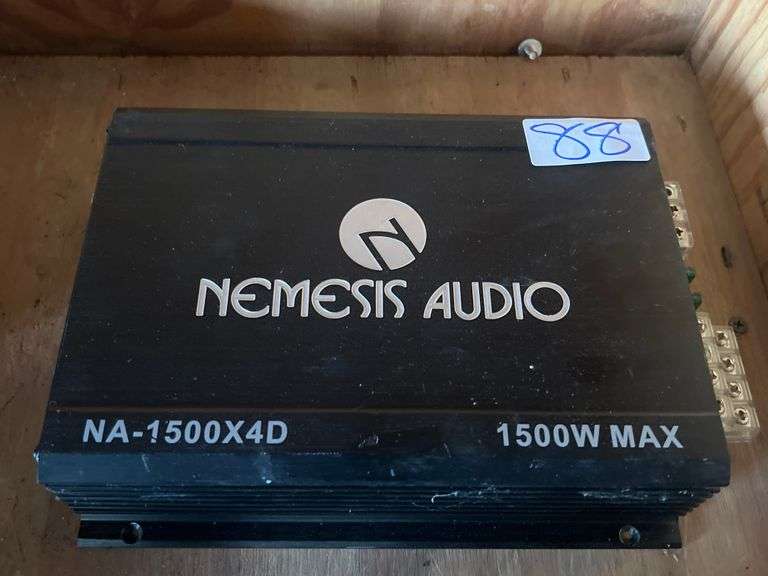 88
NEMESIS AUDIO
NA-1500X4D
1500W MAX